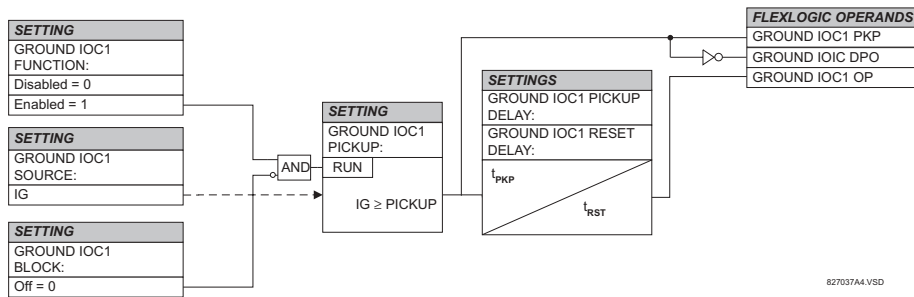 SETTING
GROUND IOC1
FUNCTION:
Disabled = 0
Enabled = 1
SETTING
GROUND IOC1
SOURCE:
IG
SETTING
GROUND IOC1
BLOCK:
Off = 0
AND
SETTING
GROUND IOC1
PICKUP:
RUN
IG ≥ PICKUP
SETTINGS
GROUND IOC1 PICKUP
DELAY:
GROUND IOC1 RESET
DELAY:
tPKP
tRST
FLEXLOGIC OPERANDS
GROUND IOC1 PKP
GROUND IOIC DPO
GROUND IOC1 OP
827037A4.VSD